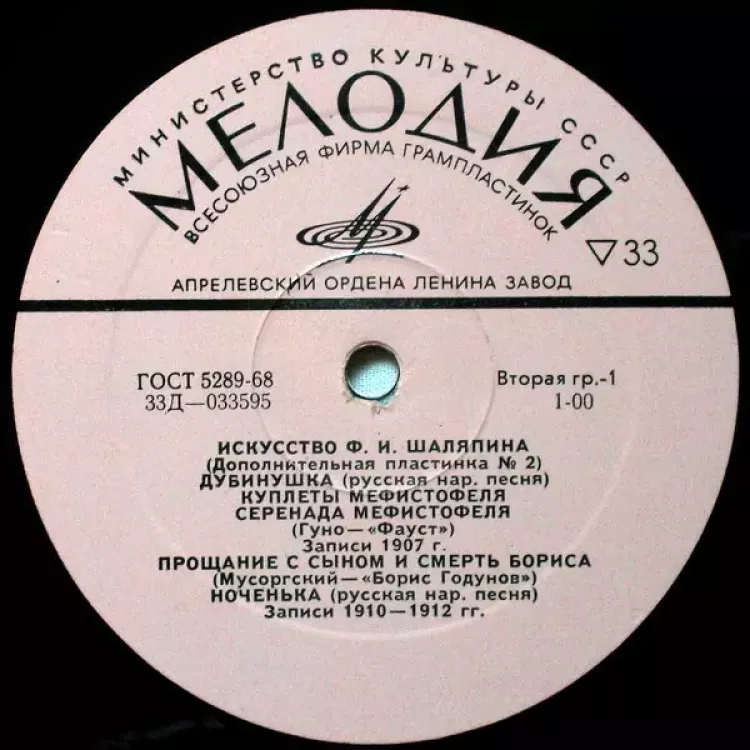 МИНИСТЕРСТВО КУЛЬТУРЫ СССР
МЕЛОДИЯ
ВСЕСОЮЗНАЯ ФИРМА ГРАМПЛАСТИНОК
▽33
АПРЕЛЕВСКИЙ ОРДЕНА ЛЕНИНА ЗАВОД
ГОСТ 5289-68
Вторая гр.-1
33Д—033595
1-00
ИСКУССТВО Ф. И. ШАЛЯПИНА
(Дополнительная пластинка № 2)
ДУБИНУШКА (русская нар. песня)
КУПЛЕТЫ МЕФИСТОФЕЛЯ
СЕРЕНАДА МЕФИСТОФЕЛЯ
(Гуно—«Фауст»)
Записи 1907 г.
ПРОЩАНИЕ С СЫНОМ И СМЕРТЬ БОРИСА
(Мусоргский—«Борис Годунов»)
НОЧЕНЬКА (русская нар. песня)
Записи 1910—1912 гг.